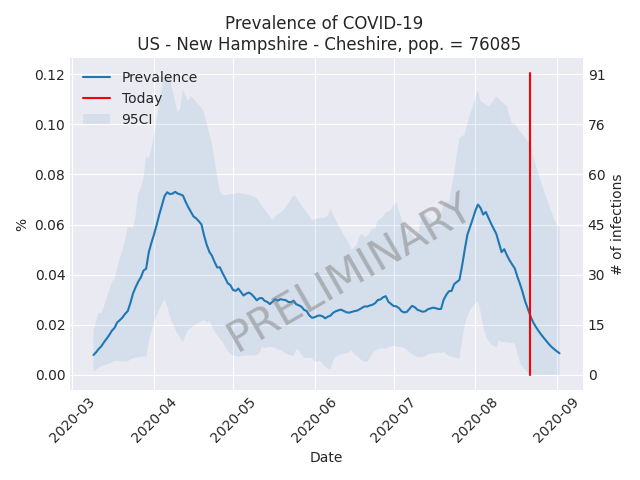 Prevalence of COVID-19
US - New Hampshire - Cheshire, pop. = 76085
Prevalence
Today
95CI
PRELIMINARY
0.12
0.10
0.08
0.06
0.04
0.02
0.00
%
91
76
60
45
30
15
0
# of infections
2020-03
2020-04
2020-05
2020-06
2020-07
2020-08
2020-09
Date